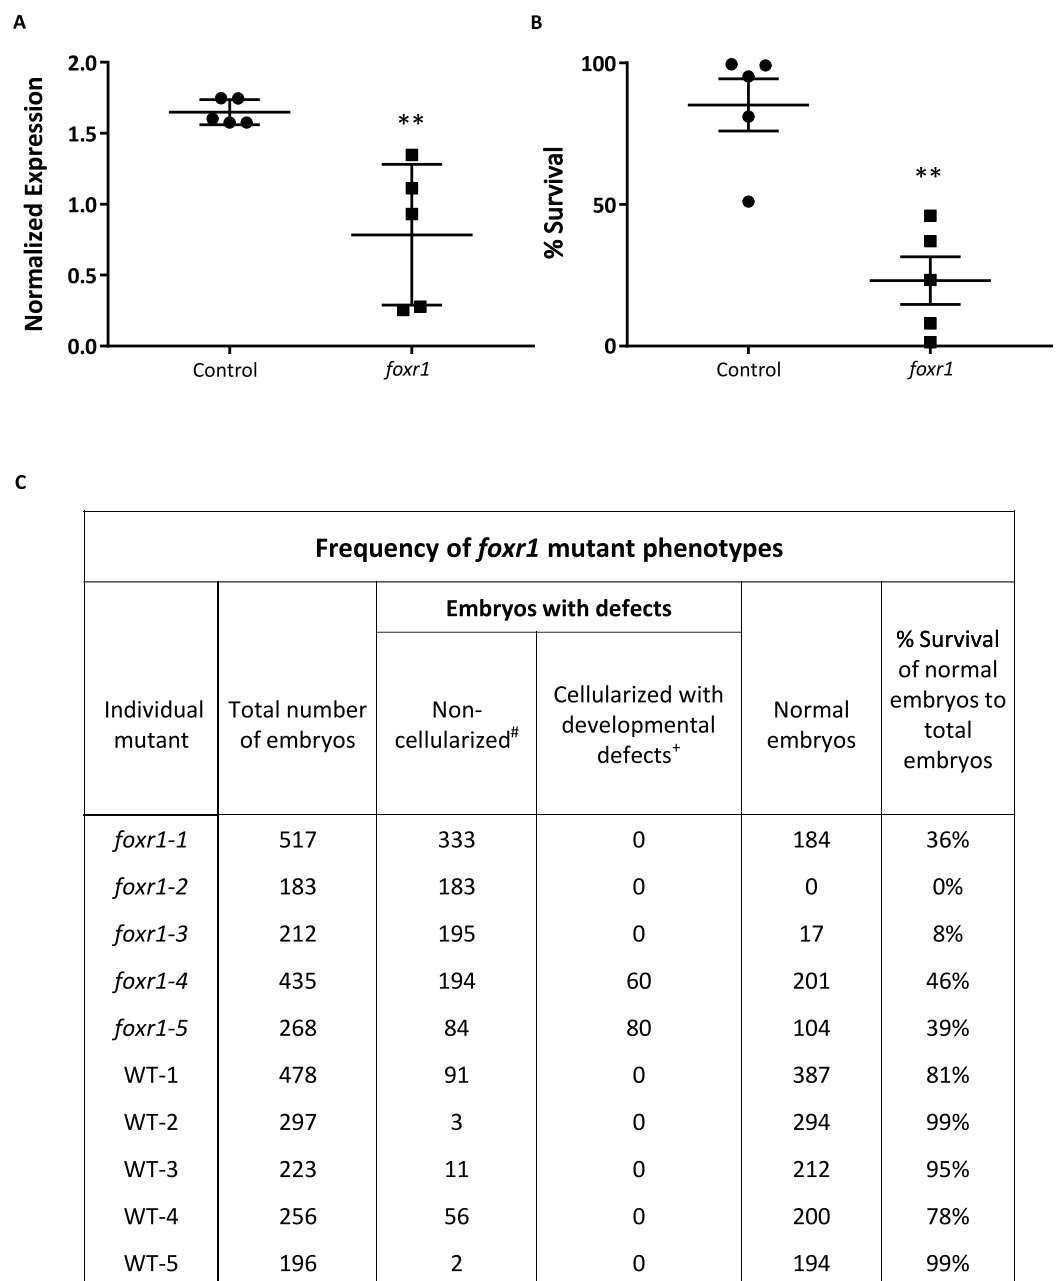 A
2.0
1.5
1.0
0.5
0.0
Normalized Expression
**
Control
foxr1
B
100
50
0
% Survival
**
Control
foxr1
C
Frequency of foxr1 mutant phenotypes
Individual
mutant
Total number
of embryos
Embryos with defects
Non-
cellularized#
Cellularized with
developmental
defects+
Normal
embryos
% Survival
of normal
embryos to
total
embryos
foxr1-1 517 333 0 184 36%
foxr1-2 183 183 0 0 0%
foxr1-3 212 195 0 17 8%
foxr1-4 435 194 60 201 46%
foxr1-5 268 84 80 104 39%
WT-1 478 91 0 387 81%
WT-2 297 3 0 294 99%
WT-3 223 11 0 212 95%
WT-4 256 56 0 200 78%
WT-5 196 2 0 194 99%